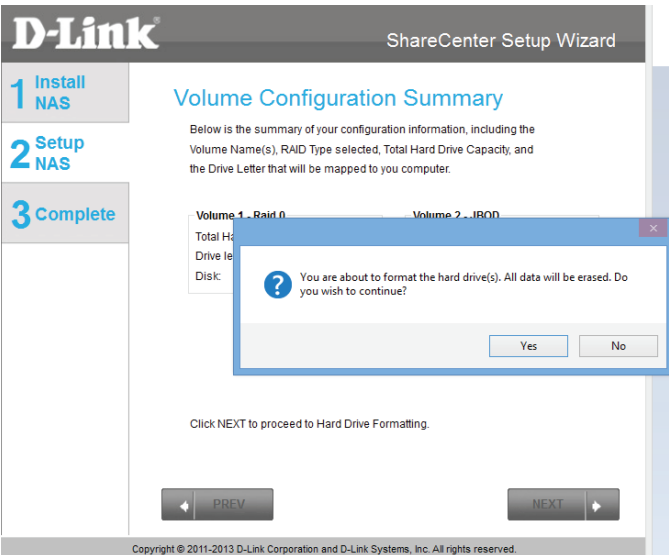 D-Link®
ShareCenter Setup Wizard
1 Install NAS
2 Setup NAS
3 Complete
Volume Configuration Summary
Below is the summary of your configuration information, including the
Volume Name(s), RAID Type selected, Total Hard Drive Capacity, and
the Drive Letter that will be mapped to you computer.
Volume 1 - Raid 0
Volume 2 - JBOD
Total
Drive
Disk:
You are about to format the hard drive(s). All data will be erased. Do
you wish to continue?
Yes
No
Click NEXT to proceed to Hard Drive Formatting.
PREV
NEXT
Copyright © 2011-2013 D-Link Corporation and D-Link Systems, Inc. All rights reserved.